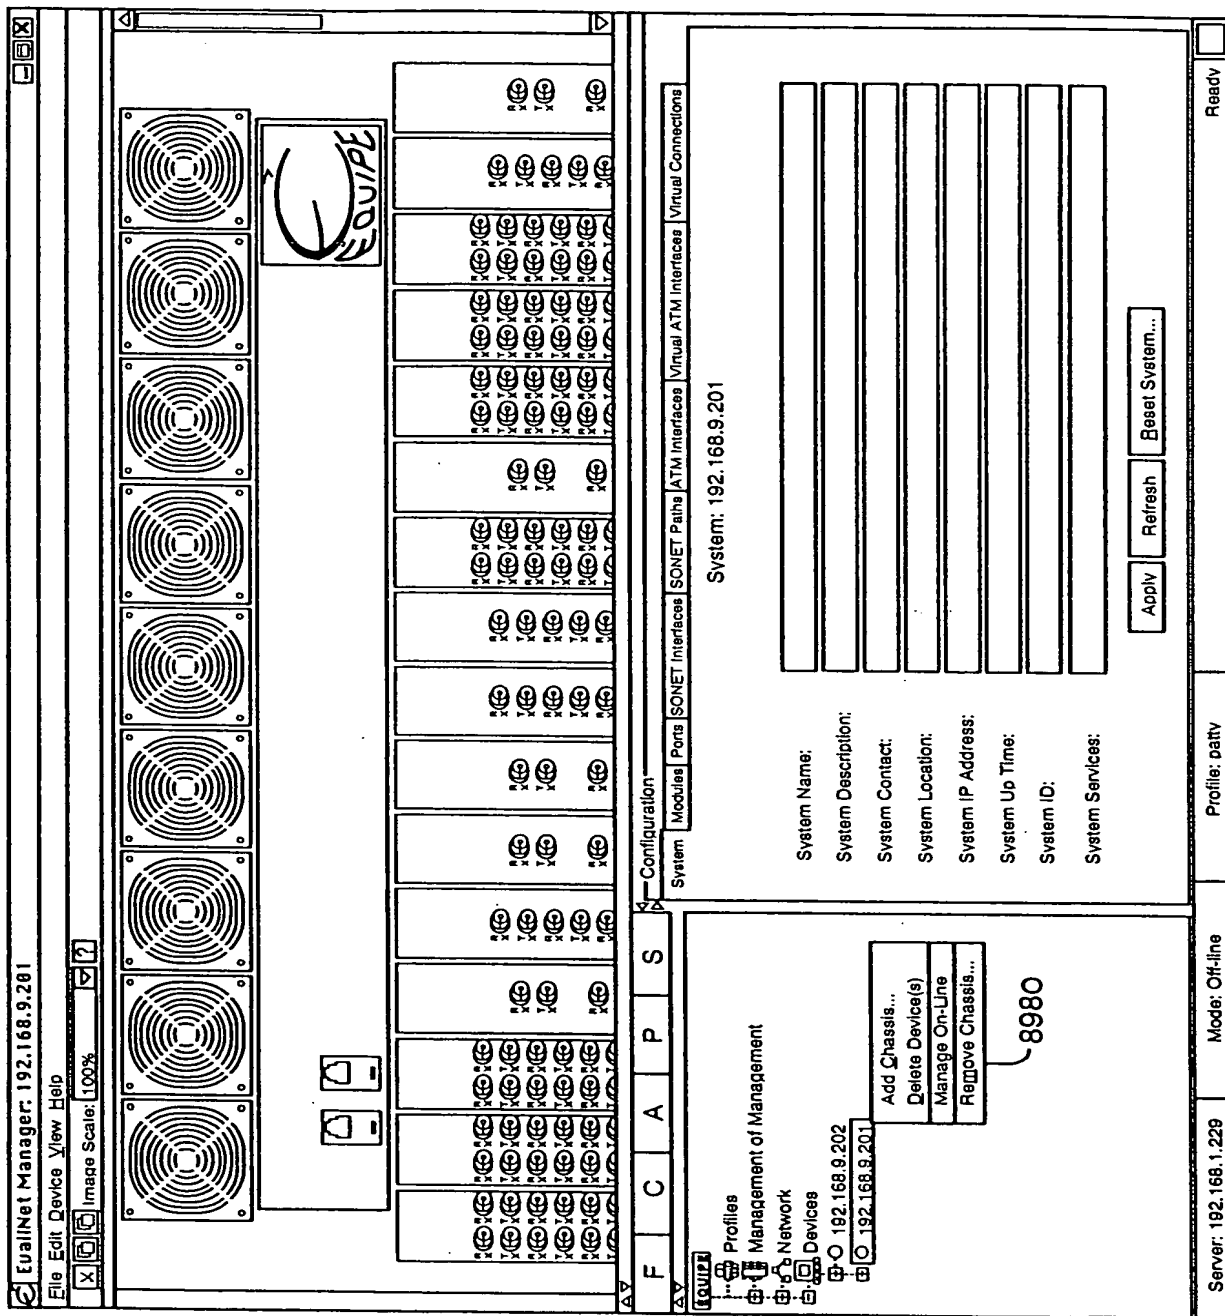 EuallNet Manager: 192.168.9.201
File Edit Device View Help
X Image Scale: 100% ?
EQUIPE
F C A P S
EQUIPE
Profiles
Management of Management
Network
Devices
192.168.9.202
192.168.9.201
Add Chassis...
Delete Device(s)
Manage On-Line
Remove Chassis...
8980
Configuration
System Modules Ports SONET Interfaces SONET Paths ATM Interfaces Virtual ATM Interfaces Virtual Connections
System: 192.168.9.201
System Name:
System Description:
System Contact:
System Location:
System IP Address:
System Up Time:
System ID:
System Services:
Apply Refresh Reset System...
Server: 192.168.1.229 Mode: Off-line Profile: patty Ready